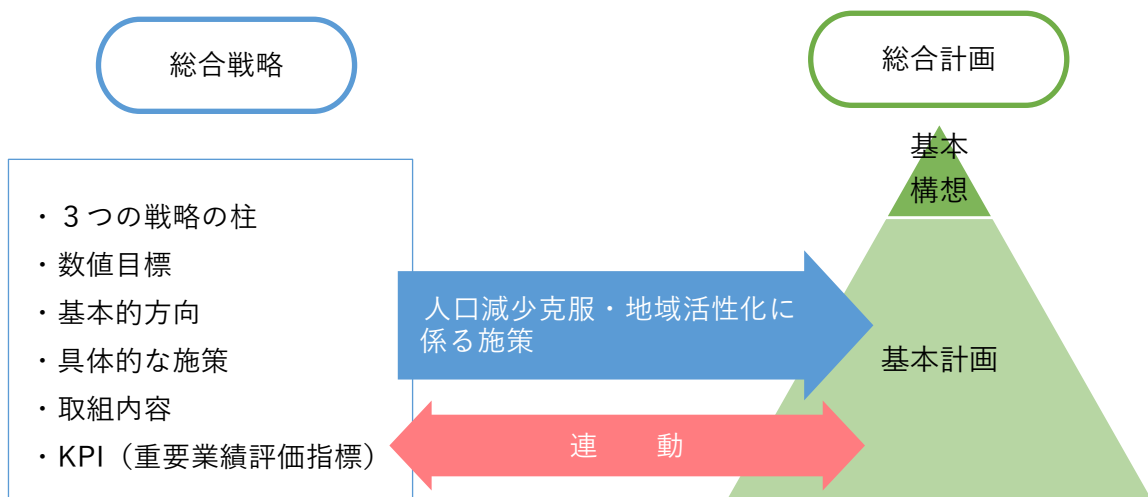 総合戦略
総合計画
・３つの戦略の柱
・数値目標
・基本的方向
・具体的な施策
・取組内容
・KPI（重要業績評価指標）
人口減少克服・地域活性化に
係る施策
連　　動
基本
構想
基本計画